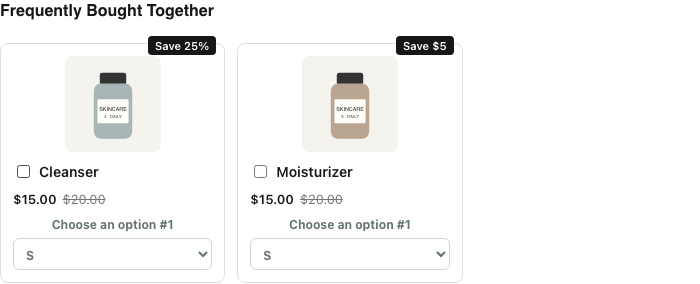 Frequently Bought Together
Save 25%
SKINCARE
4 · DAILY
Cleanser
$15.00 $20.00
Choose an option #1
S
Save $5
SKINCARE
5 · DAILY
Moisturizer
$15.00 $20.00
Choose an option #1
S